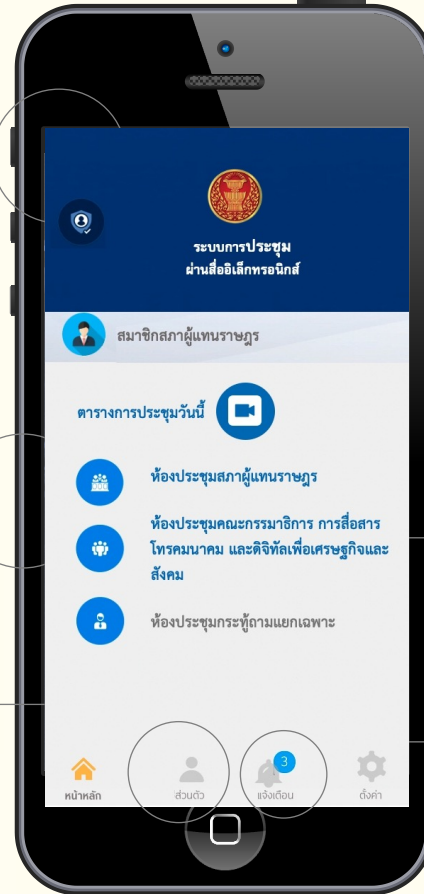 ระบบการประชุม
ผ่านสื่ออิเล็กทรอนิกส์
สมาชิกสภาผู้แทนราษฎร
ตารางการประชุมวันนี้
ห้องประชุมสภาผู้แทนราษฎร
ห้องประชุมคณะกรรมาธิการ การสื่อสาร
โทรคมนาคม และดิจิทัลเพื่อเศรษฐกิจและ
สังคม
ห้องประชุมกระทู้ถามแยกเฉพาะ
3
หน้าหลัก ส่วนตัว แจ้งเตือน ตั้งค่า